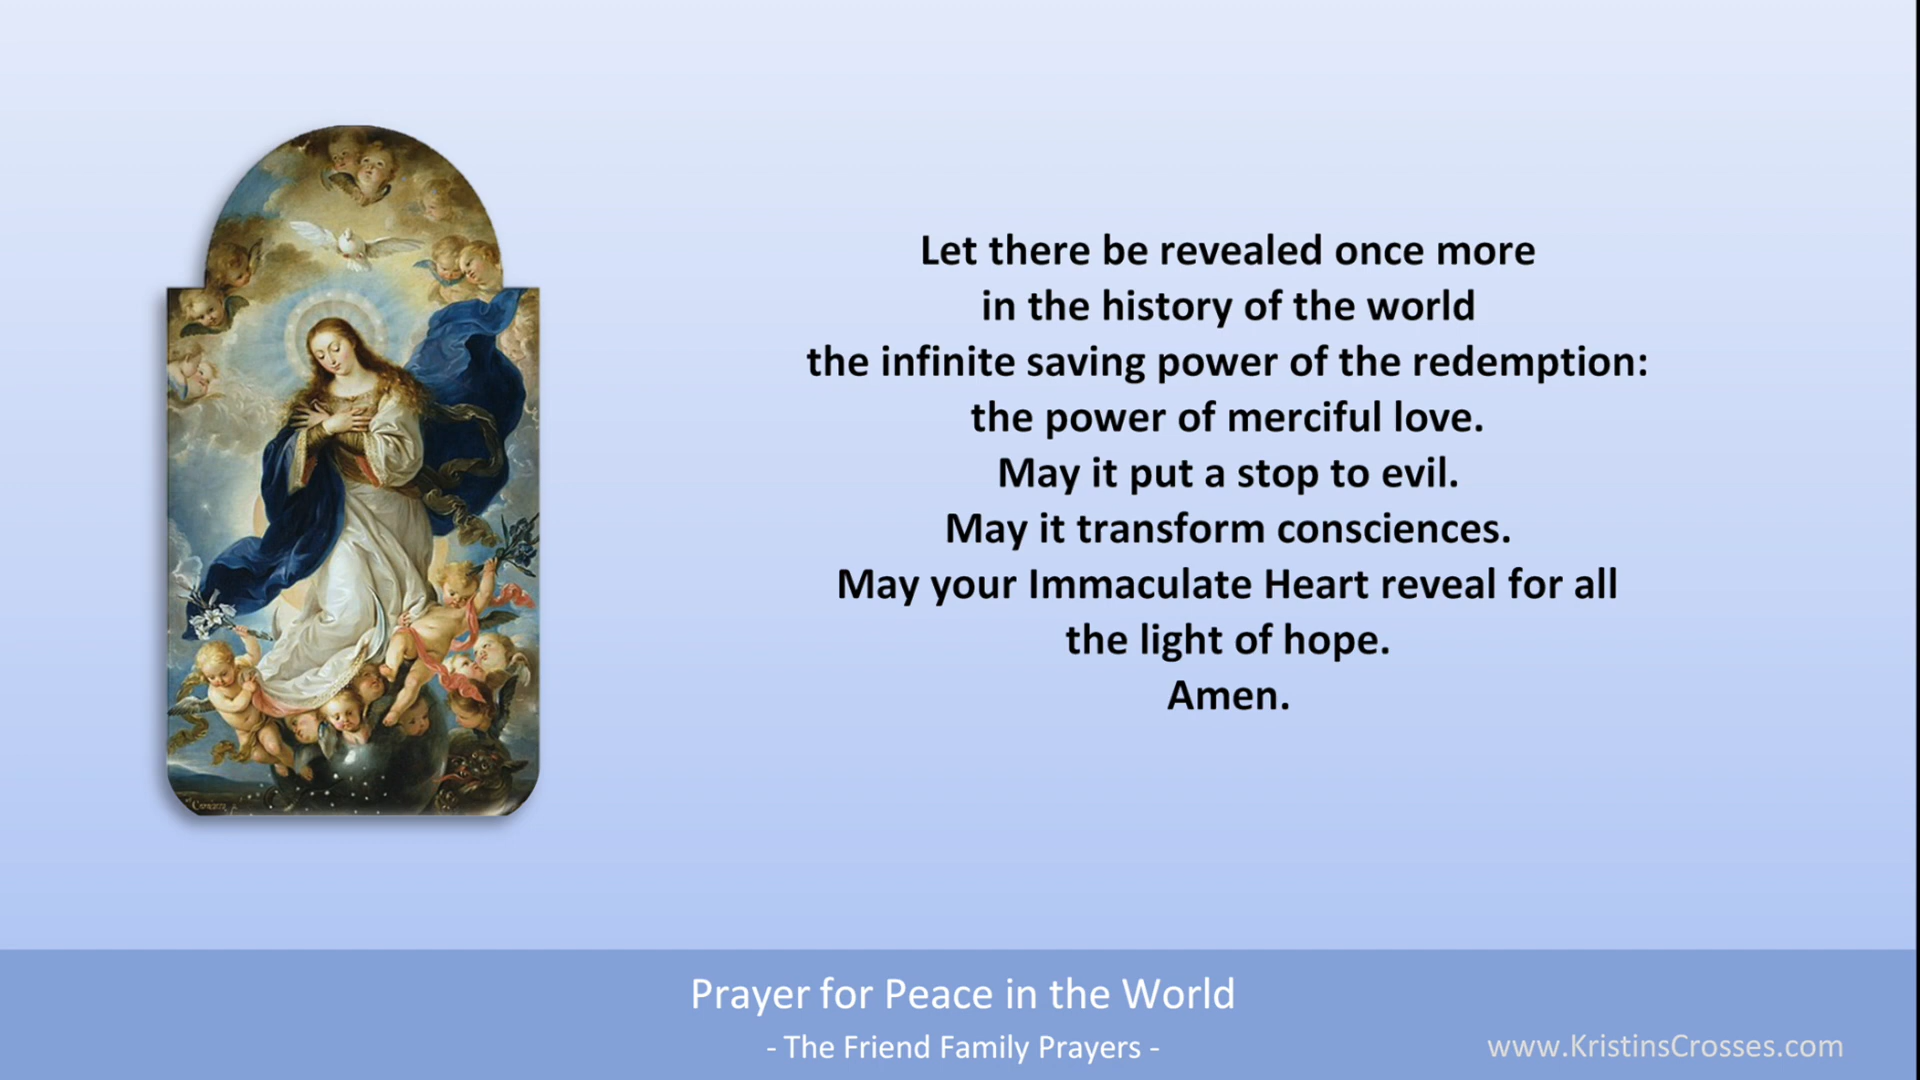 Let there be revealed once more
in the history of the world
the infinite saving power of the redemption:
the power of merciful love.
May it put a stop to evil.
May it transform consciences.
May your Immaculate Heart reveal for all
the light of hope.
Amen.
Prayer for Peace in the World
- The Friend Family Prayers -
www.KristinsCrosses.com